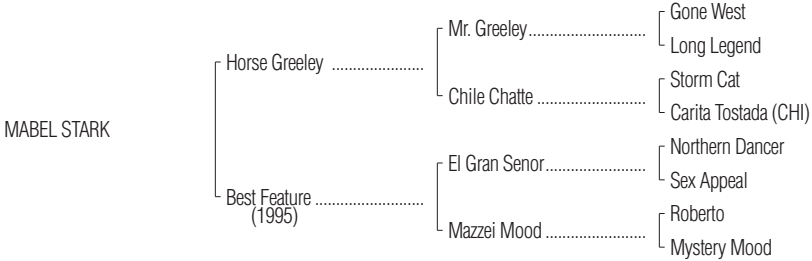 Gone West
Mr. Greeley..............................
Long Legend
Horse Greeley .......................
Storm Cat
Chile Chatte ...........................
Carita Tostada (CHI)
MABEL STARK
Northern Dancer
El Gran Senor.........................
Sex Appeal
Best Feature ...........................
(1995)
Roberto
Mazzei Mood .........................
Mystery Mood